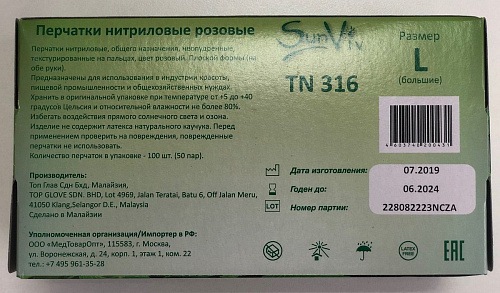 Перчатки нитриловые розовые
Перчатки нитриловые, общего назначения, неопудренные,
текстурированные на пальцах, цвет розовый. Плоской формы (на
обе руки).
Предназначены для использования в индустрии красоты,
пищевой промышленности и общехозяйственных нуждах.
Хранить в оригинальной упаковке при температуре от +5 до +40
градусов Цельсия и относительной влажности не более 80%.
Избегать воздействия прямого солнечного света и озона.
Изделие не содержит латекса натурального каучука. Перед
применением проверить на повреждения, поврежденные
перчатки не использовать.
Количество перчаток в упаковке - 100 шт. (50 пар).
SunViv
TN 316
Размер
L
(большие)
4603740200431
Производитель:
Топ Глав Сдн Бхд, Малайзия,
TOP GLOVE SDN. BHD, Lot 4969, Jalan Teratai, Batu 6, Off Jalan Meru,
41050 Klang,Selangor D.E., Malaysia
Сделано в Малайзии
Дата изготовления: 07.2019
Годен до: 06.2024
LOT Номер партии: 228082223NCZA
Уполномоченная организация/Импортер в РФ:
ООО «МедТоварОпт», 115583, г. Москва,
ул. Воронежская, д. 24, корп. 1, этаж 1, ком. 22
тел.: +7 495 961-35-28
LATEX
FREE
EAC